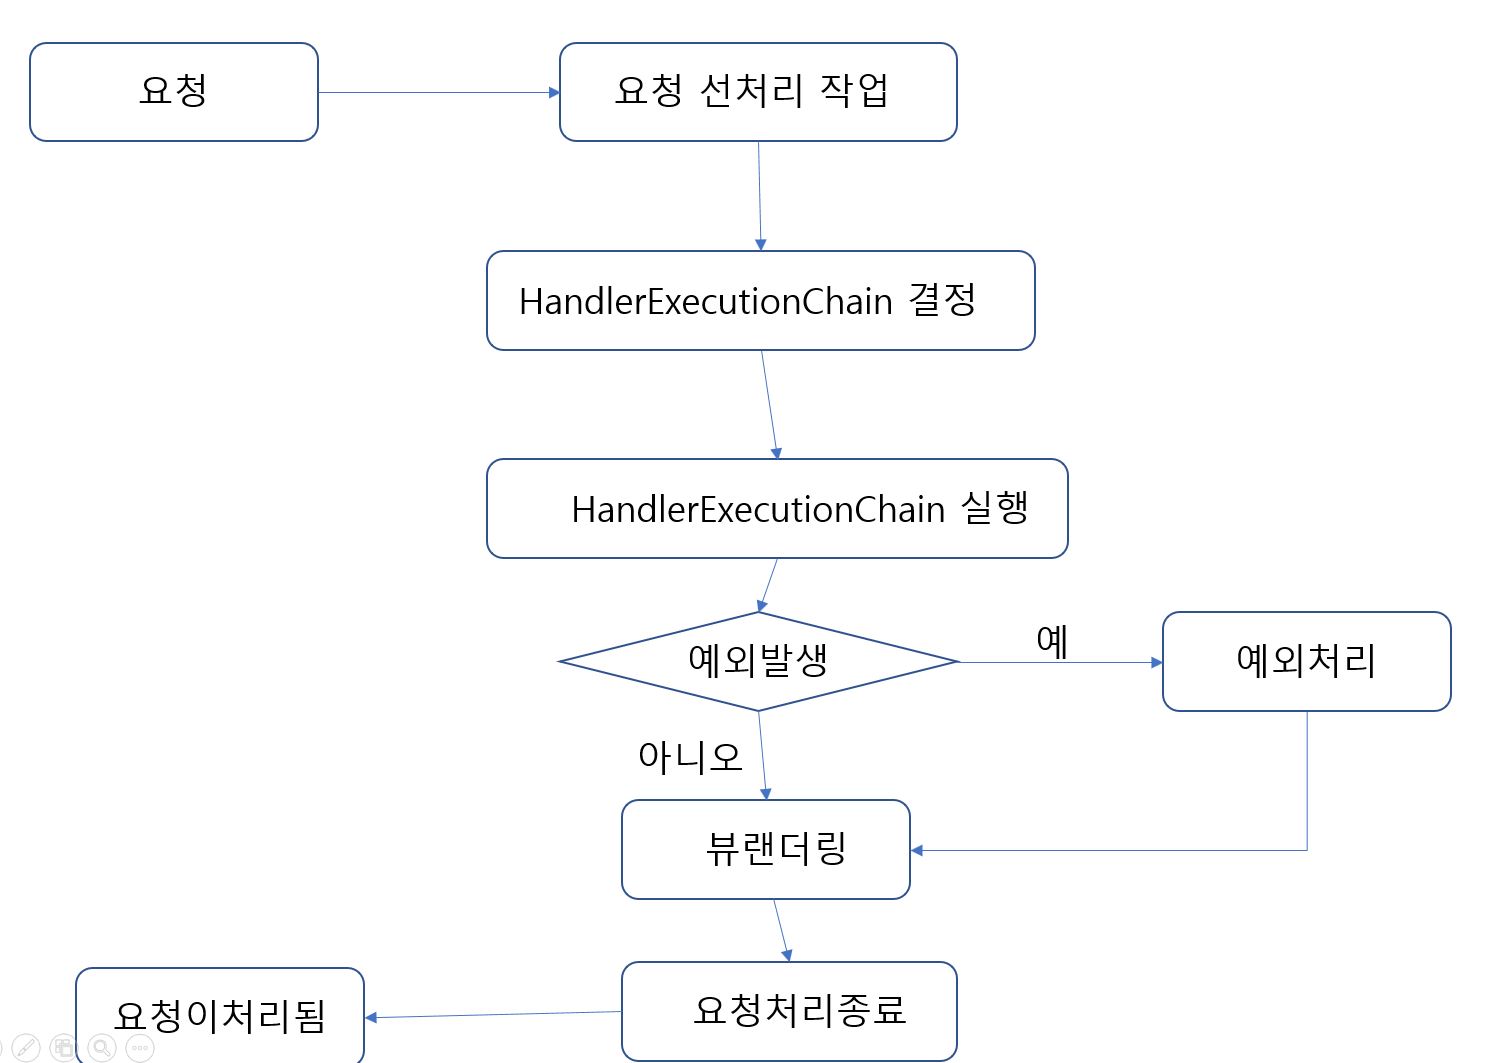 요청
요청 선처리 작업
HandlerExecutionChain 결정
HandlerExecutionChain 실행
예외발생
예
예외처리
아니오
뷰랜더링
요청처리종료
요청이처리됨